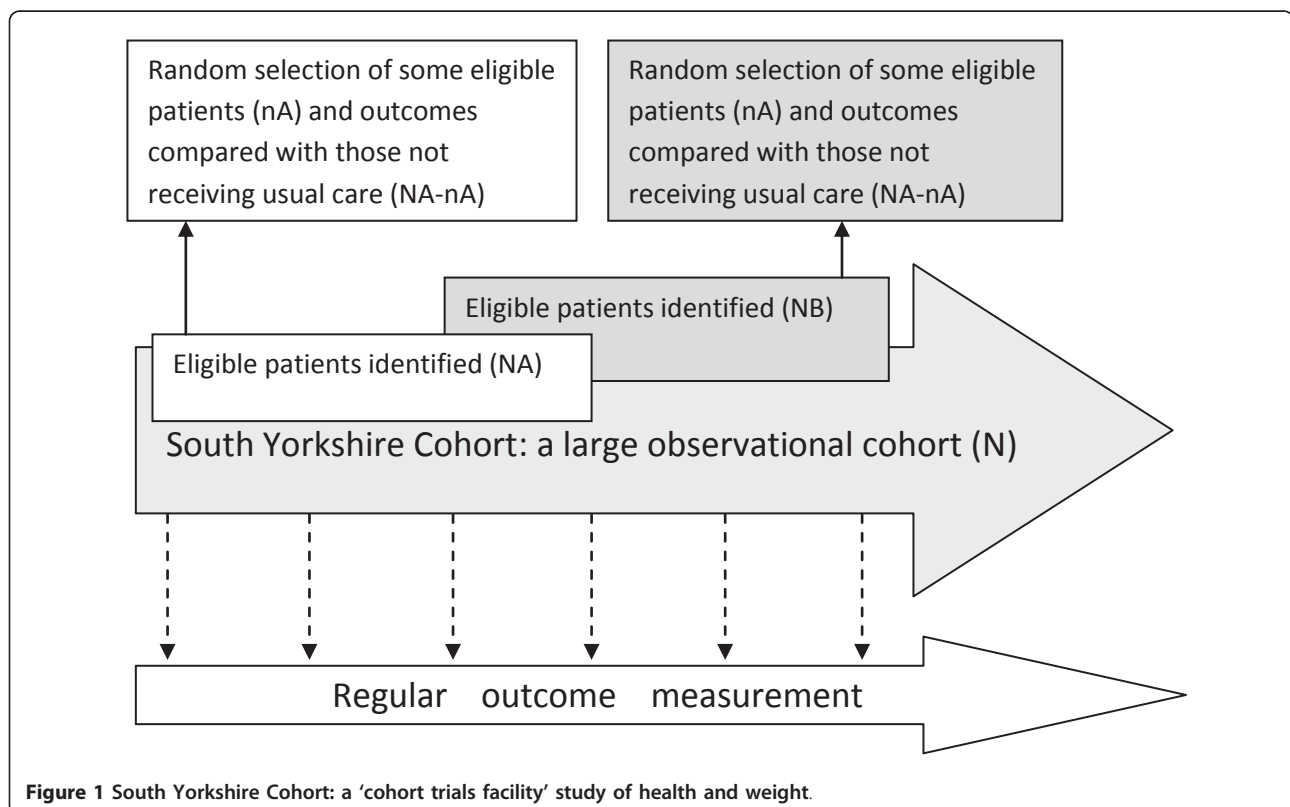 Random selection of some eligible
patients (nA) and outcomes
compared with those not
receiving usual care (NA-nA)
Random selection of some eligible
patients (nA) and outcomes
compared with those not
receiving usual care (NA-nA)
Eligible patients identified (NB)
Eligible patients identified (NA)
South Yorkshire Cohort: a large observational cohort (N)
Regular outcome measurement
Figure 1 South Yorkshire Cohort: a ‘cohort trials facility’ study of health and weight.